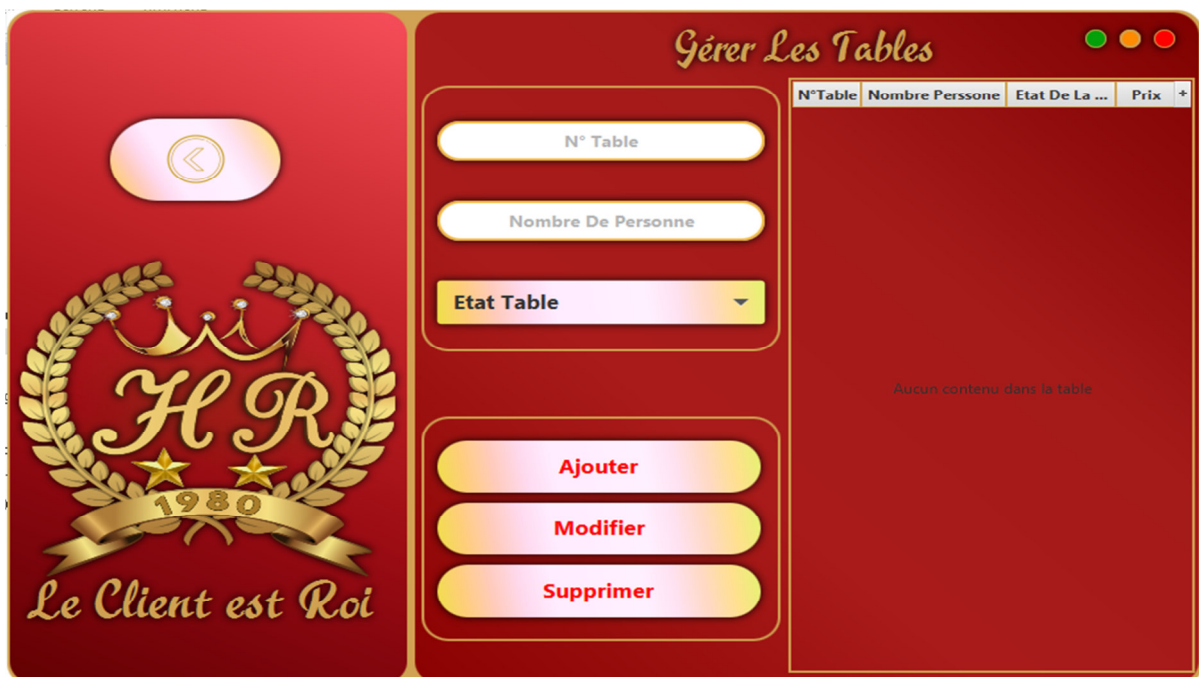 Gérer Les Tables
N° Table
Nombre De Personne
Etat Table
Ajouter
Modifier
Supprimer
N°Table Nombre Perssone Etat De La ... Prix +
Aucun contenu dans la table
H R
1980
Le Client est Roi